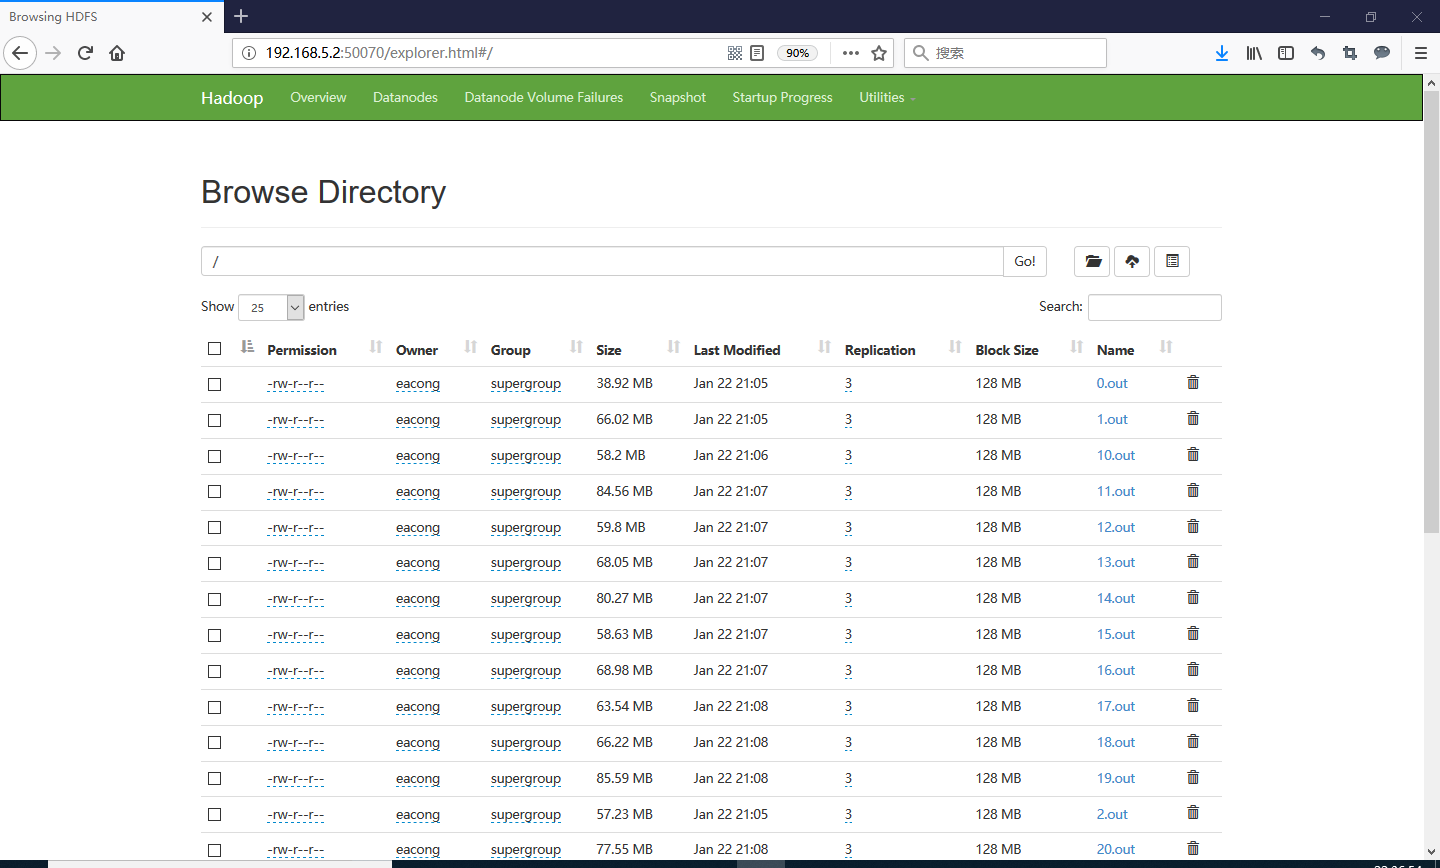 Browsing HDFS
192.168.5.2:50070/explorer.html#/
90%
搜索
Hadoop Overview Datanodes Datanode Volume Failures Snapshot Startup Progress Utilities
Browse Directory
/ Go!
Show 25 entries Search:
Permission Owner Group Size Last Modified Replication Block Size Name
-rw-r--r-- eacong supergroup 38.92 MB Jan 22 21:05 3 128 MB 0.out
-rw-r--r-- eacong supergroup 66.02 MB Jan 22 21:05 3 128 MB 1.out
-rw-r--r-- eacong supergroup 58.2 MB Jan 22 21:06 3 128 MB 10.out
-rw-r--r-- eacong supergroup 84.56 MB Jan 22 21:07 3 128 MB 11.out
-rw-r--r-- eacong supergroup 59.8 MB Jan 22 21:07 3 128 MB 12.out
-rw-r--r-- eacong supergroup 68.05 MB Jan 22 21:07 3 128 MB 13.out
-rw-r--r-- eacong supergroup 80.27 MB Jan 22 21:07 3 128 MB 14.out
-rw-r--r-- eacong supergroup 58.63 MB Jan 22 21:07 3 128 MB 15.out
-rw-r--r-- eacong supergroup 68.98 MB Jan 22 21:07 3 128 MB 16.out
-rw-r--r-- eacong supergroup 63.54 MB Jan 22 21:08 3 128 MB 17.out
-rw-r--r-- eacong supergroup 66.22 MB Jan 22 21:08 3 128 MB 18.out
-rw-r--r-- eacong supergroup 85.59 MB Jan 22 21:08 3 128 MB 19.out
-rw-r--r-- eacong supergroup 57.23 MB Jan 22 21:05 3 128 MB 2.out
-rw-r--r-- eacong supergroup 77.55 MB Jan 22 21:08 3 128 MB 20.out